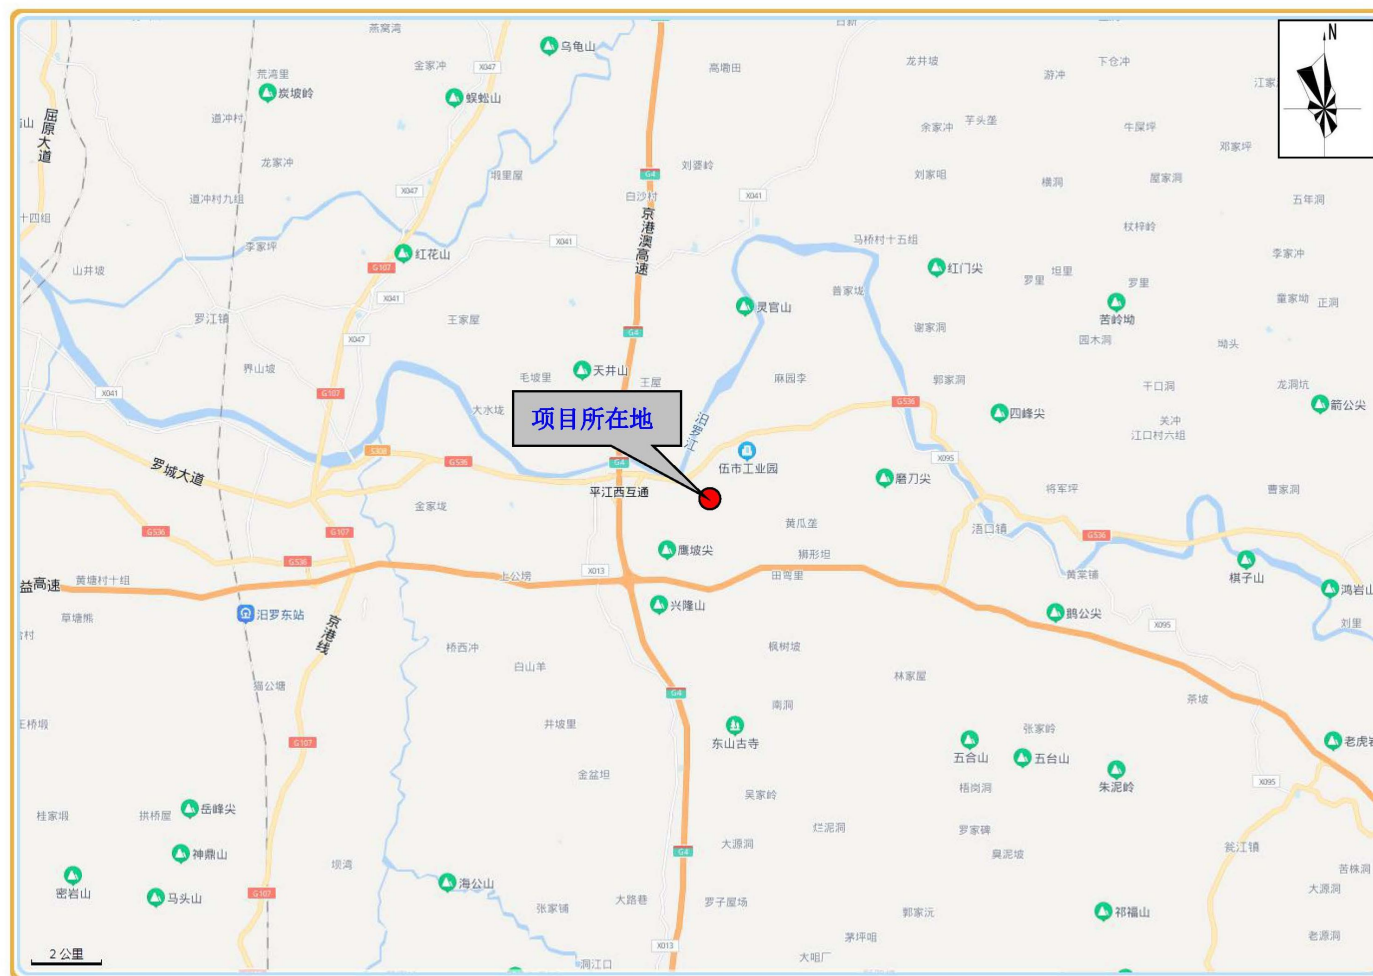 燕窝湾
乌龟山
N
金家冲
X047
高墈田
龙井坡
下仓冲
荒湾里
游冲
炭坡岭
蜈蚣山
屈原大道
道冲村
余家冲
芋头垄
牛屎坪
邓家坪
龙家冲
刘婆岭
G4
塅里屋
刘家咀
横洞
屋家洞
X047
白沙村
X041
道冲村九组
五年洞
十四组
京港澳高速
杖梓岭
李家坪
X041
马桥村十五组
红花山
李家冲
山井坡
G107
红门尖
坦里
罗里
罗里
X041
普家垅
童家坳
正洞
灵官山
苦岭坳
罗江镇
王家屋
谢家洞
G4
X047
园木洞
坳头
界山坡
天井山
毛坡里
王屋
麻园李
郭家洞
干口洞
龙洞坑
X041
G107
G536
箭公尖
大水垅
项目所在地
四峰尖
关冲
汨罗江
江口村六组
S308
伍市工业园
X095
罗城大道
G536
G4
平江西互通
磨刀尖
将军坪
曹家洞
金家垅
G536
G107
黄瓜垄
浯口镇
G536
鹰坡尖
狮形坦
G536
棋子山
益高速
黄塘村十组
上公塝
X013
田弯里
黄棠铺
鸿岩山
草塘熊
汨罗东站
兴隆山
鹅公尖
京港线
X095
刘里
桥西冲
枫树坡
白山羊
林家屋
猫公塘
G4
茶坡
南洞
王桥塅
井坡里
东山古寺
张家岭
G107
五合山
五台山
老虎岩
朱泥岭
金盆坦
X095
吴家岭
梧岗洞
岳峰尖
桂家塅
拱桥屋
烂泥洞
罗家碑
神鼎山
大源洞
G4
臭泥坡
瓮江镇
坝湾
苦株洞
密岩山
海公山
大源洞
马头山
G107
大路巷
罗子屋场
张家铺
郭家沅
祁福山
茅坪咀
老源洞
2 公里
X013
洞江口
大咀厂